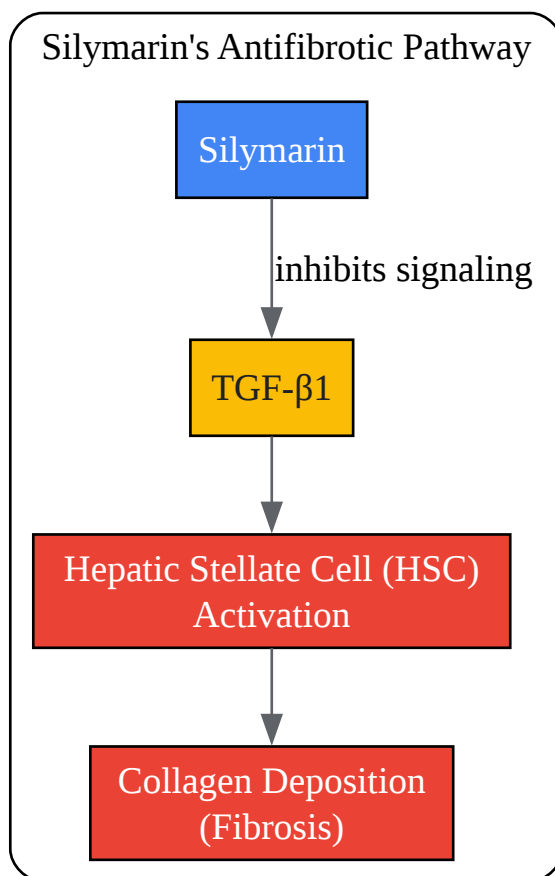 Silymarin's Antifibrotic Pathway
Silymarin
inhibits signaling
TGF-β1
Hepatic Stellate Cell (HSC)
Activation
Collagen Deposition
(Fibrosis)